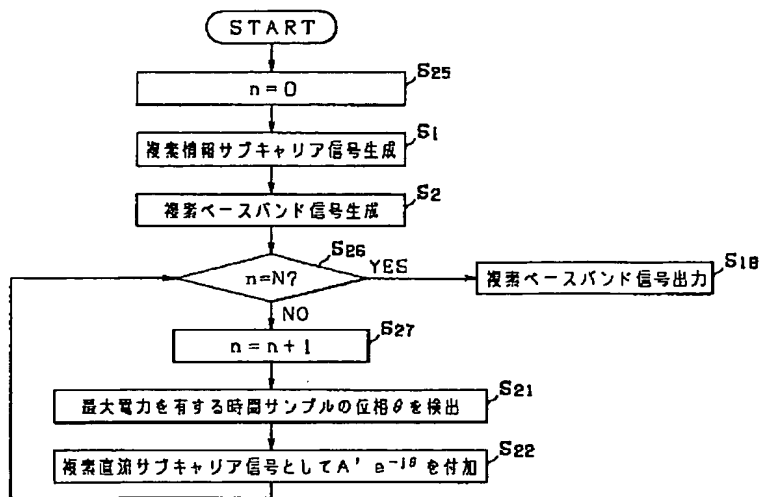 START
n=0
S25
複素情報サブキャリア信号生成
S1
複素ベースバンド信号生成
S2
n=N?
S26
YES
複素ベースバンド信号出力
S18
NO
n=n+1
S27
最大電力を有する時間サンプルの位相θを検出
S21
複素直流サブキャリア信号としてA' e^-jθを付加
S22